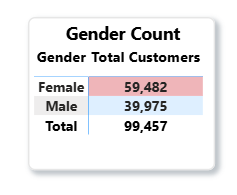 Gender Count
Gender Total Customers
Female 59,482
Male 39,975
Total 99,457